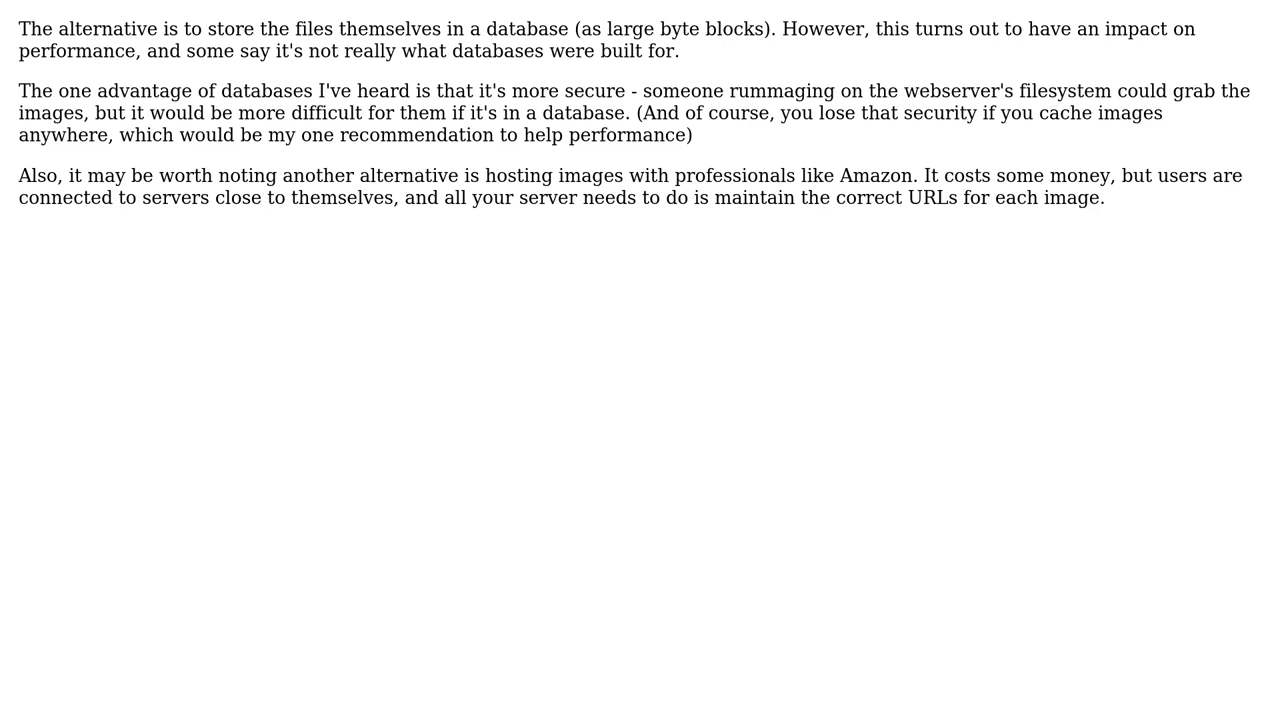 The alternative is to store the files themselves in a database (as large byte blocks). However, this turns out to have an impact on
performance, and some say it's not really what databases were built for.
The one advantage of databases I've heard is that it's more secure - someone rummaging on the webserver's filesystem could grab the
images, but it would be more difficult for them if it's in a database. (And of course, you lose that security if you cache images
anywhere, which would be my one recommendation to help performance)
Also, it may be worth noting another alternative is hosting images with professionals like Amazon. It costs some money, but users are
connected to servers close to themselves, and all your server needs to do is maintain the correct URLs for each image.